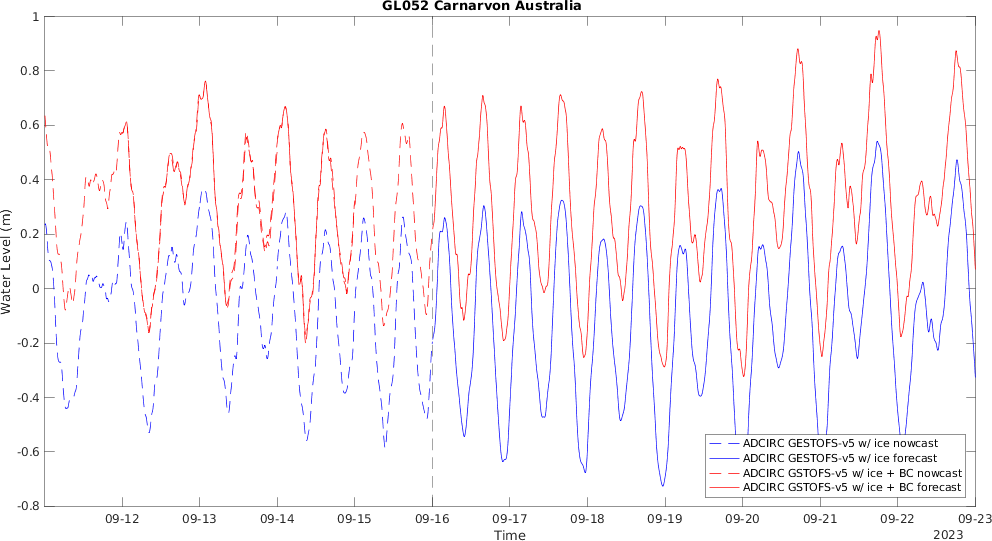 GL052 Carnarvon Australia
Water Level (m)
1
0.8
0.6
0.4
0.2
0
-0.2
-0.4
-0.6
-0.8
ADCIRC GESTOFS-v5 w/ ice nowcast
ADCIRC GESTOFS-v5 w/ ice forecast
ADCIRC GSTOFS-v5 w/ ice + BC nowcast
ADCIRC GSTOFS-v5 w/ ice + BC forecast
09-12 09-13 09-14 09-15 09-16 09-17 09-18 09-19 09-20 09-21 09-22 09-23
Time
2023